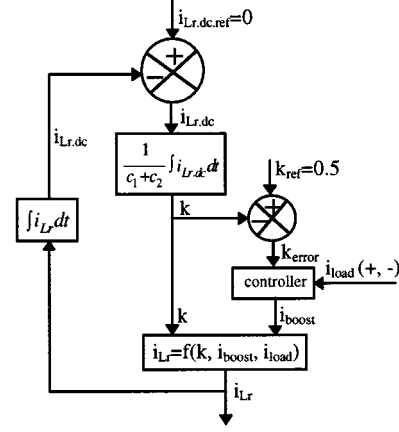 i_Lr.dc.ref=0
+
−
i_Lr.dc
i_Lr.dc
1/(c₁+c₂) ∫i_Lr.dc dt
k_ref=0.5
∫i_Lr dt
k
+
−
k_error
i_load (+, -)
controller
i_boost
k
i_Lr=f(k, i_boost, i_load)
i_Lr